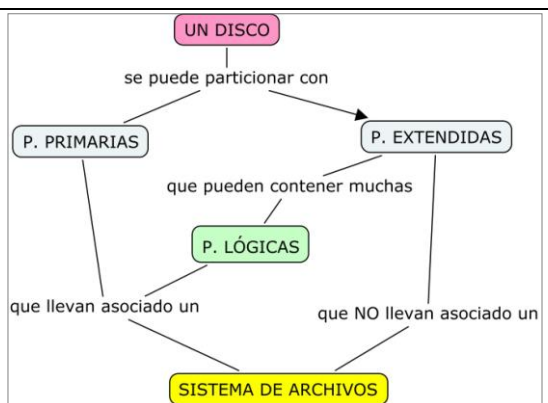 UN DISCO
se puede particionar con
P. PRIMARIAS
P. EXTENDIDAS
que pueden contener muchas
P. LÓGICAS
que llevan asociado un
que NO llevan asociado un
SISTEMA DE ARCHIVOS